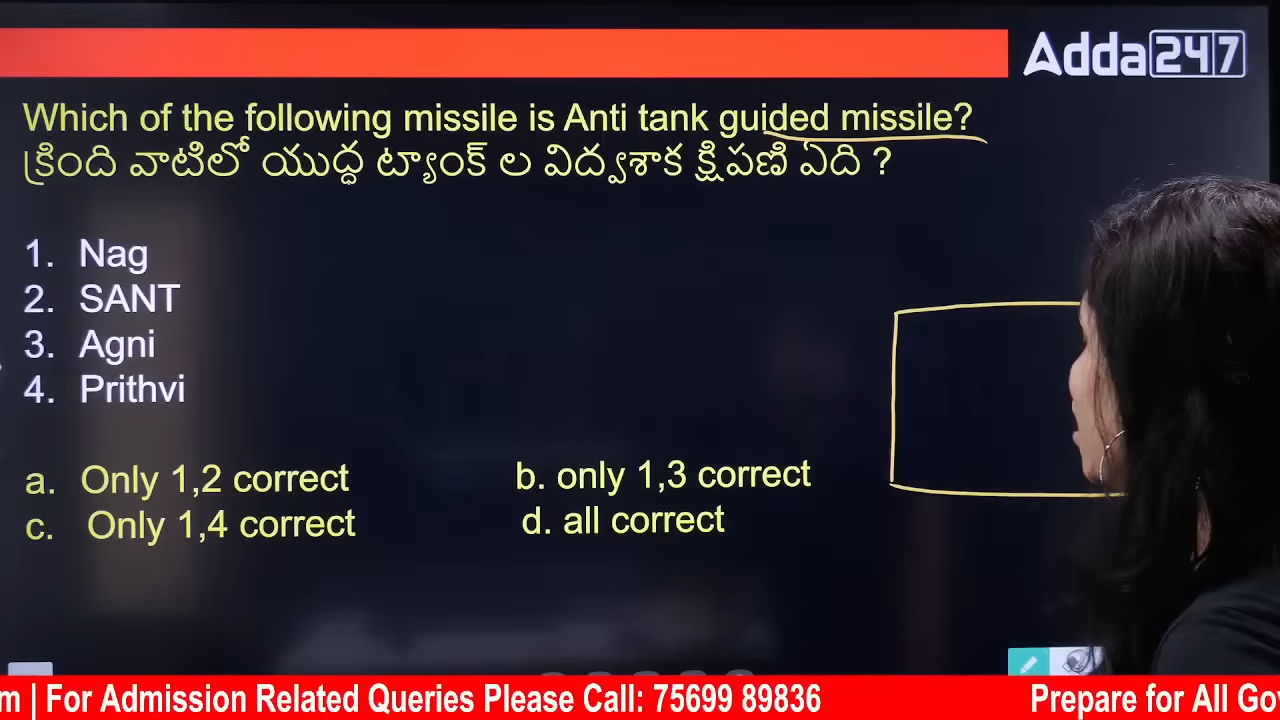 Adda247
Which of the following missile is Anti tank guided missile?
క్రింది వాటిలో యుద్ధ ట్యాంక్ ల విద్వశాక క్షిపణి ఏది ?
1. Nag
2. SANT
3. Agni
4. Prithvi
a. Only 1,2 correct
b. only 1,3 correct
c. Only 1,4 correct
d. all correct
m | For Admission Related Queries Please Call: 75699 89836
Prepare for All Gov